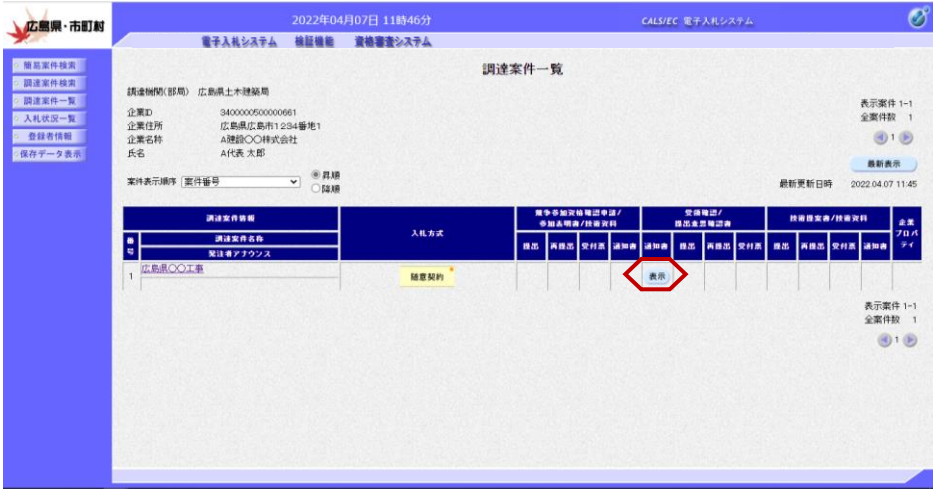 広島県・市町村
2022年04月07日 11時46分
CALS/EC 電子入札システム
電子入札システム 検証機能 資格審査システム
簡易案件検索
調達案件検索
調達案件一覧
入札状況一覧
登録者情報
保存データ表示
調達案件一覧
調達機関(部局) 広島県土木建築局
企業ID 3400000500000661
企業住所 広島県広島市1234番地1
企業名称 A建設〇〇株式会社
氏名 A代表 太郎
表示案件 1-1
全案件数 1
1
最新表示
案件表示順序 案件番号
昇順
降順
最新更新日時 2022.04.07 11:45
調達案件情報
入札方式
競争参加資格確認申請/
参加表明書/技術資料
受領確認/
提出意思確認書
技術提案書/技術資料
企業
プロパ
ティ
番号
調達案件名称
発注者アナウンス
提出 再提出 受付票 通知書 通知書 提出 再提出 受付票 提出 再提出 受付票 通知書
1 広島県〇〇工事
随意契約
表示
表示案件 1-1
全案件数 1
1